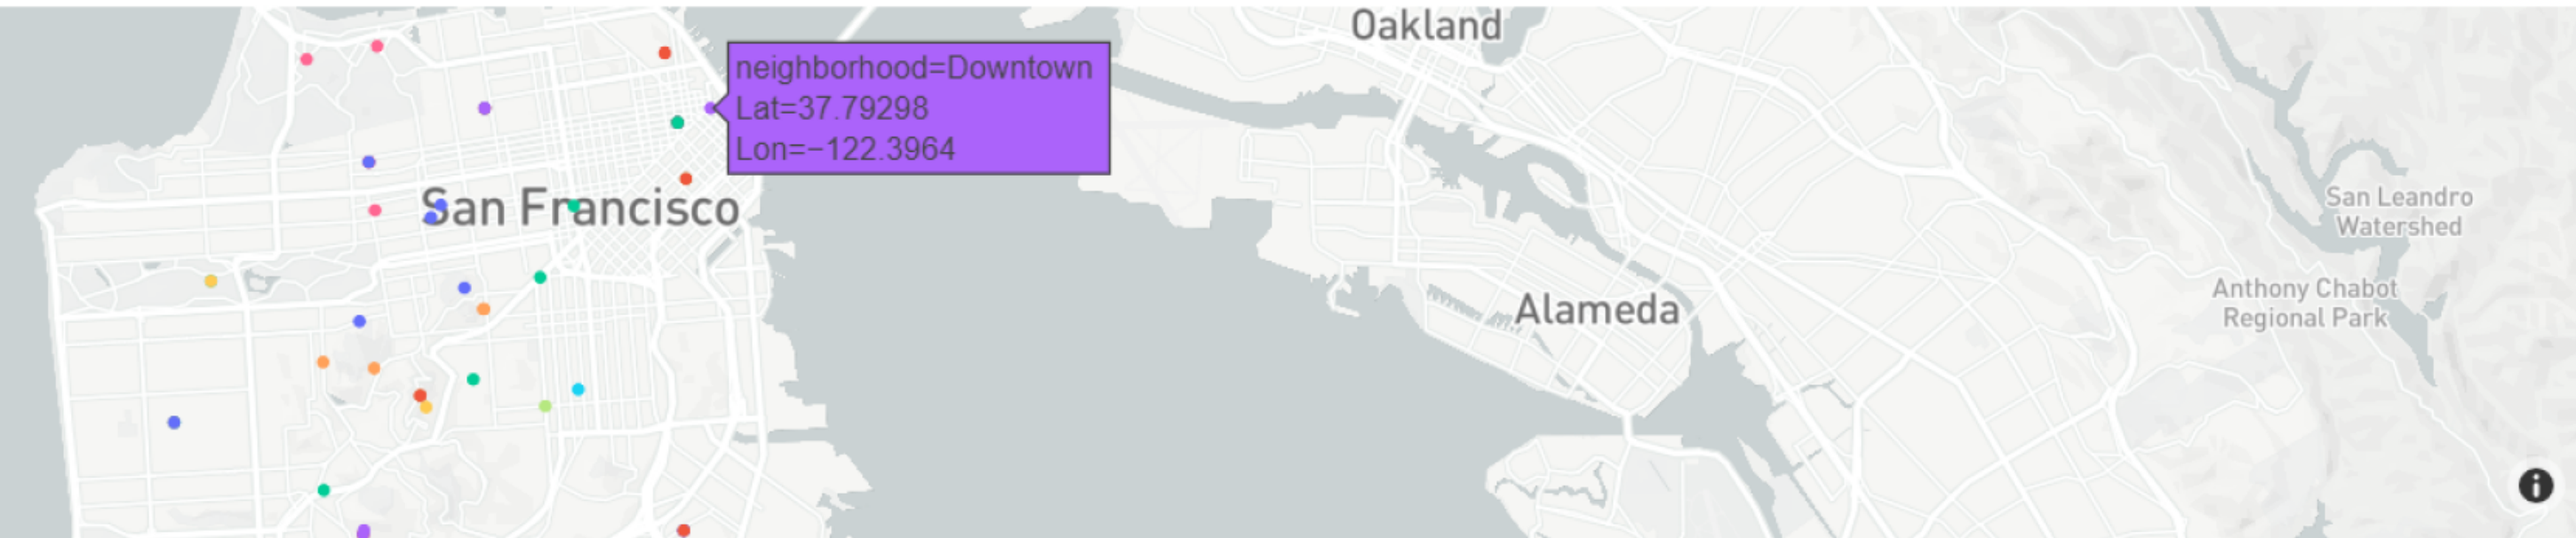 Oakland
neighborhood=Downtown
Lat=37.79298
Lon=−122.3964
San Francisco
San Leandro
Watershed
Anthony Chabot
Regional Park
Alameda
i